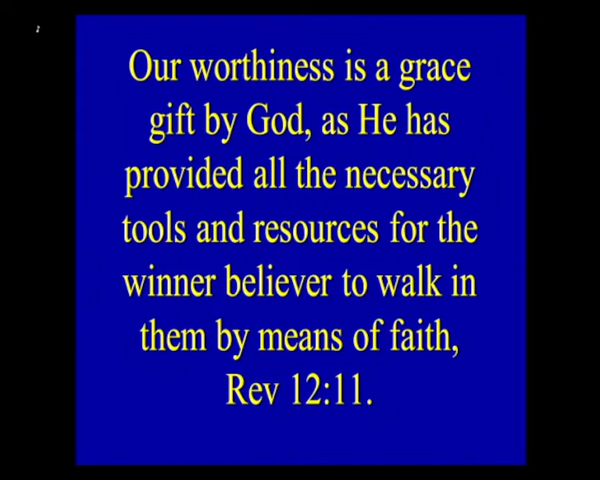 Our worthiness is a grace
gift by God, as He has
provided all the necessary
tools and resources for the
winner believer to walk in
them by means of faith,
Rev 12:11.